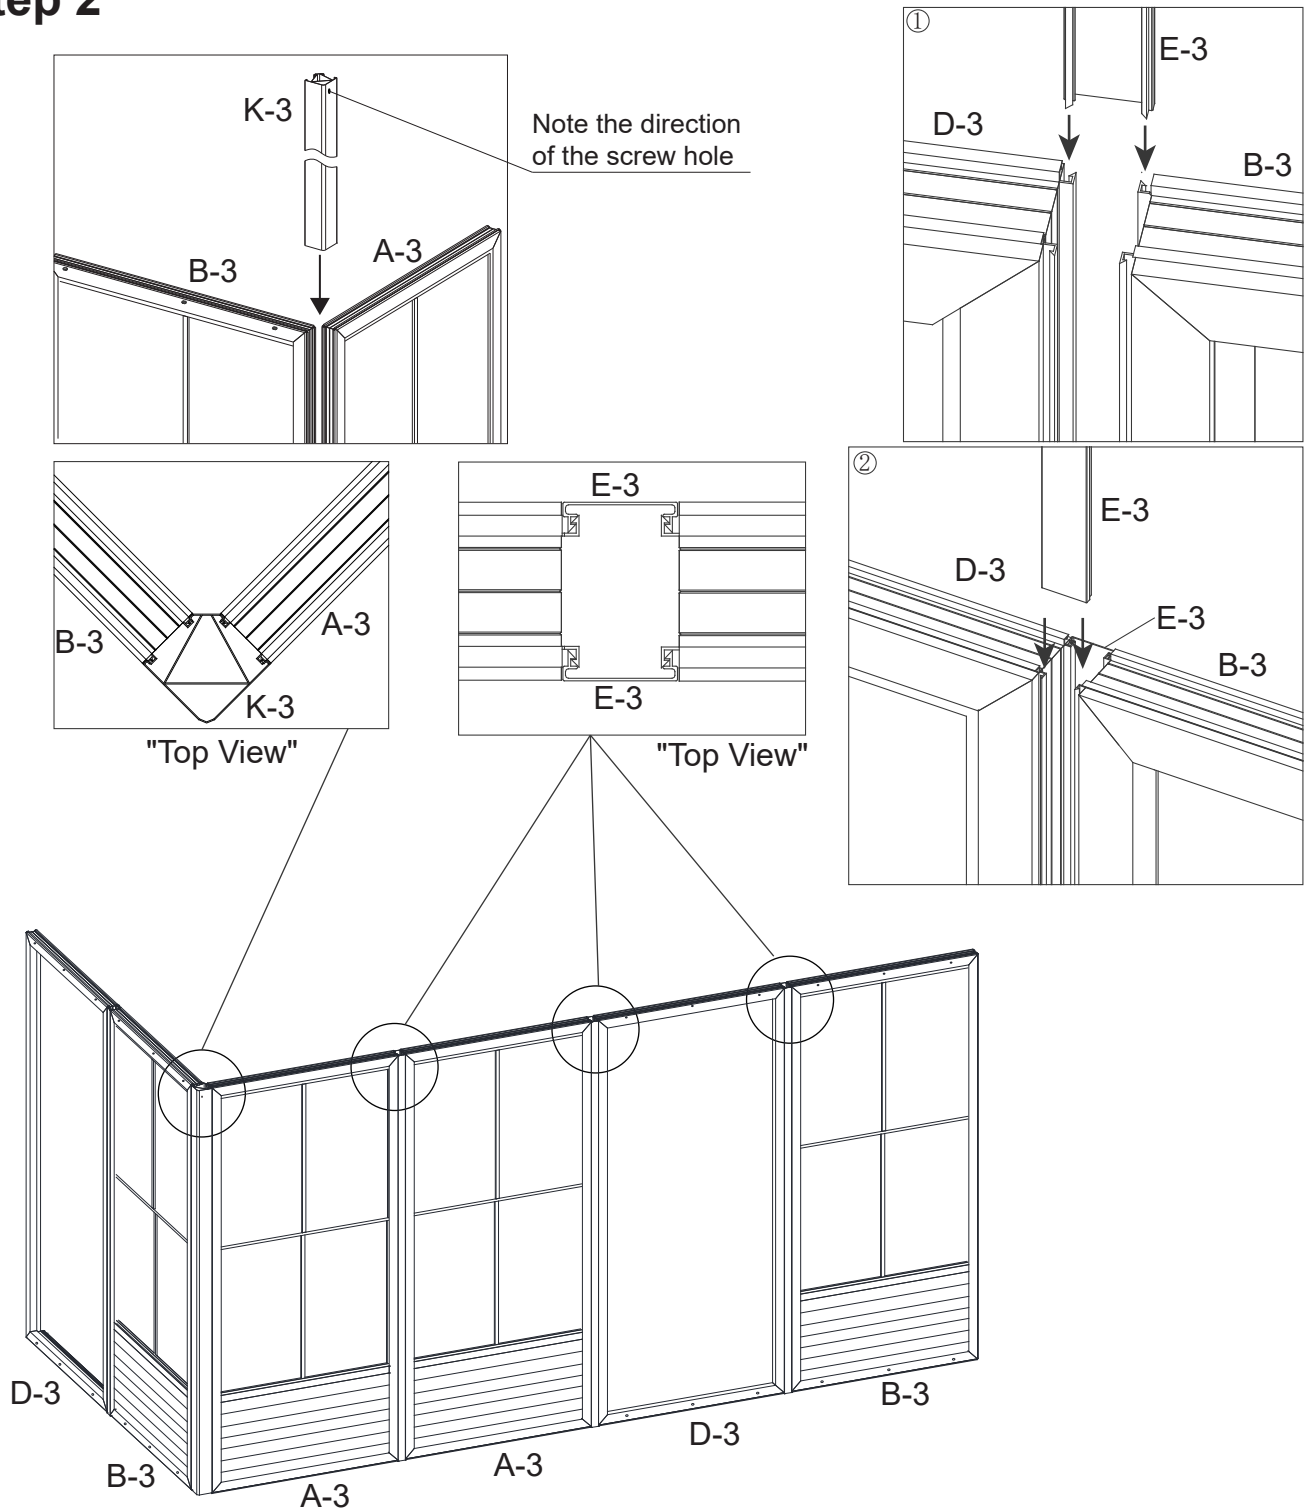 tep 2
K-3
Note the direction
of the screw hole
B-3
A-3
①
E-3
D-3
B-3
B-3
A-3
K-3
"Top View"
E-3
E-3
"Top View"
②
E-3
D-3
E-3
B-3
D-3
B-3
A-3
A-3
D-3
B-3